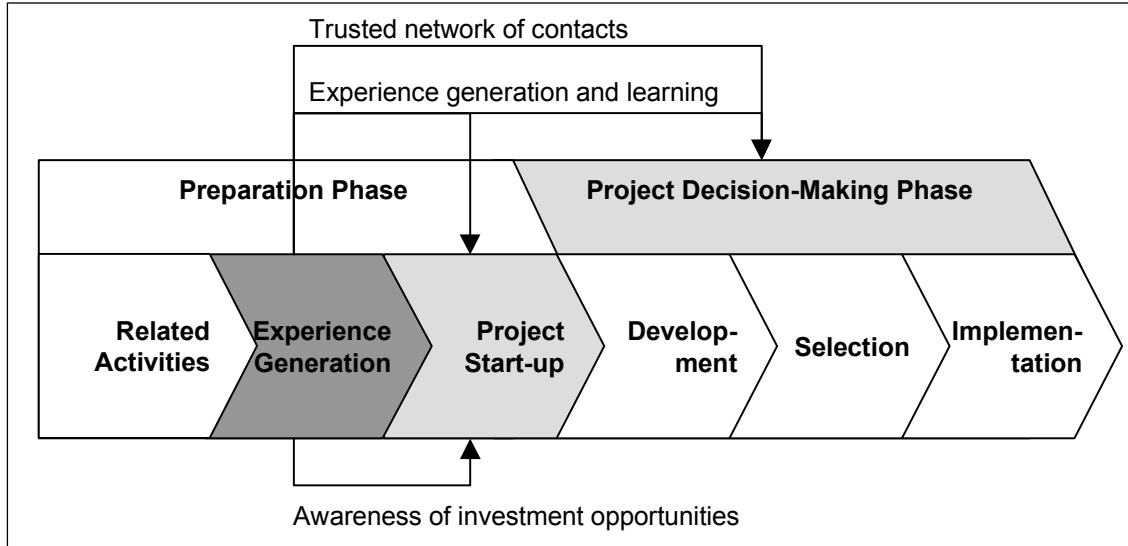 Trusted network of contacts
Experience generation and learning
Preparation Phase
Project Decision-Making Phase
Related
Activities
Experience
Generation
Project
Start-up
Develop-
ment
Selection
Implemen-
tation
Awareness of investment opportunities